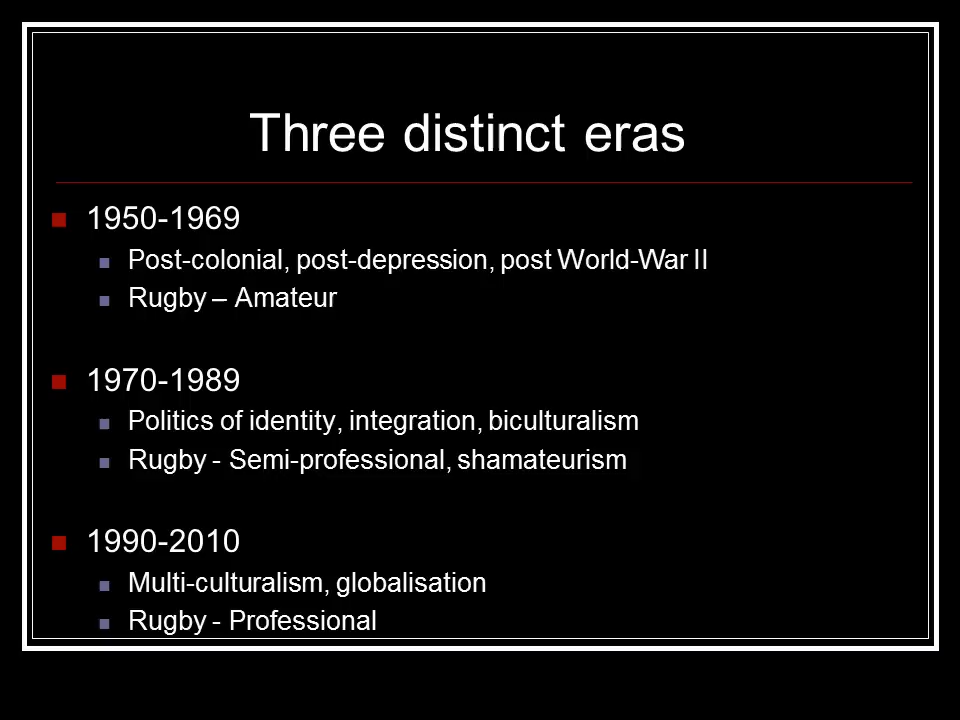 Three distinct eras
1950-1969
Post-colonial, post-depression, post World-War II
Rugby – Amateur
1970-1989
Politics of identity, integration, biculturalism
Rugby - Semi-professional, shamateurism
1990-2010
Multi-culturalism, globalisation
Rugby - Professional